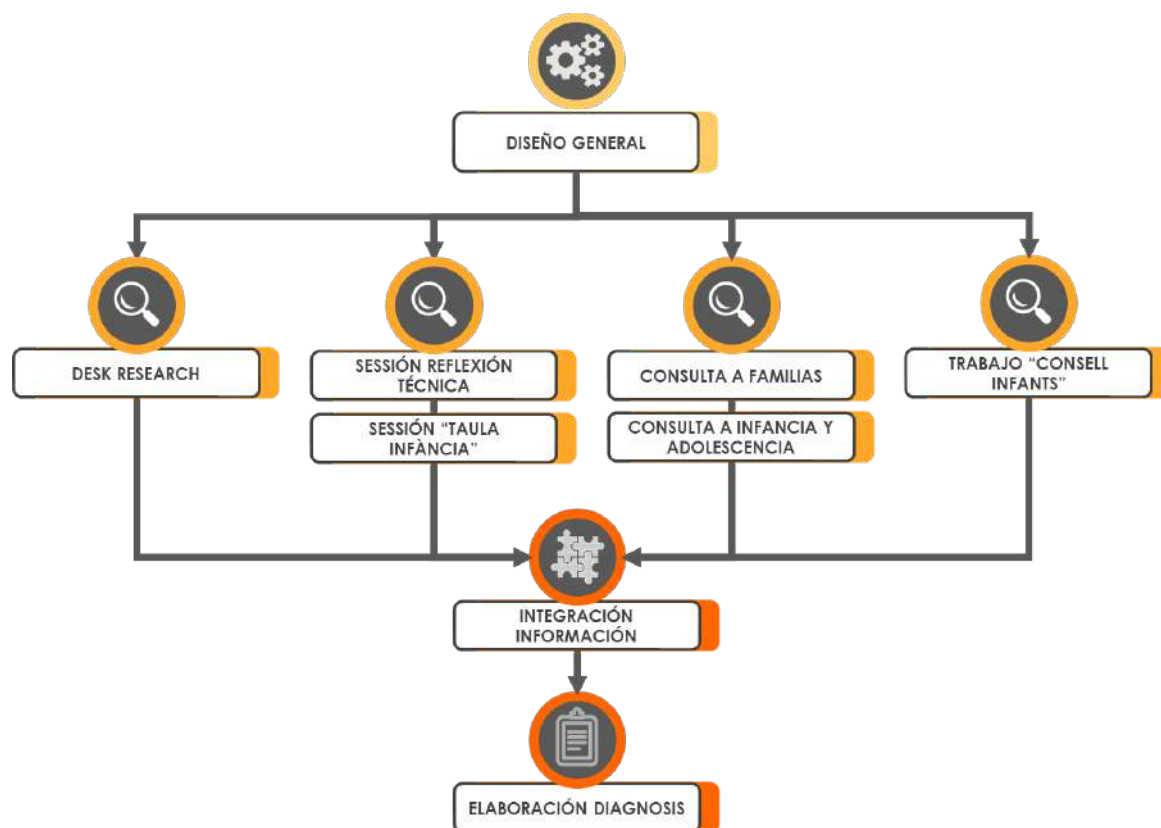 DISEÑO GENERAL
DESK RESEARCH
SESSIÓN REFLEXIÓN
TÉCNICA
SESSIÓN “TAULA
INFÀNCIA”
CONSULTA A FAMILIAS
CONSULTA A INFANCIA Y
ADOLESCENCIA
TRABAJO “CONSELL
INFANTS”
INTEGRACIÓN
INFORMACIÓN
ELABORACIÓN DIAGNOSIS